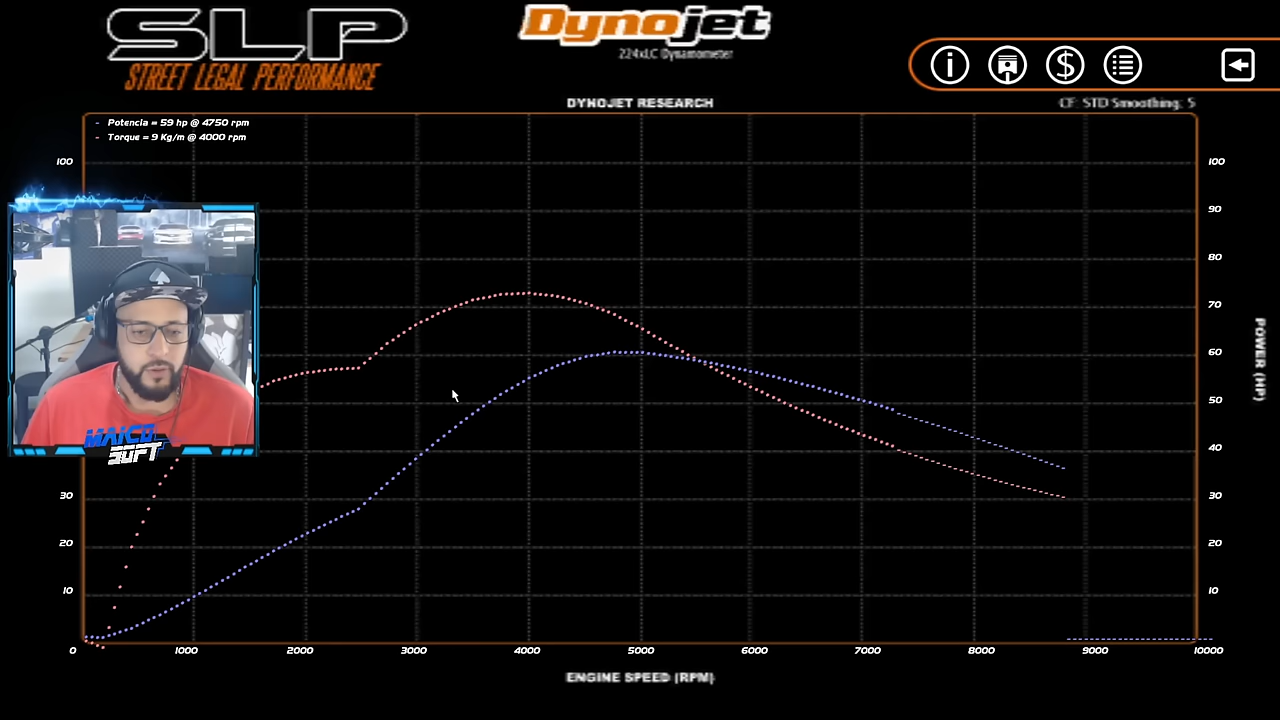 SLP
STREET LEGAL PERFORMANCE
Dynojet
224xLC Dynamometer
i $
DYNOJET RESEARCH
CF: STD Smoothing: 5
- Potencia = 59 hp @ 4750 rpm
- Torque = 9 Kg/m @ 4000 rpm
100 100
90
80
70
60
50
40
30 30
20 20
10 10
POWER (HP)
MAICO
SOFT
0 1000 2000 3000 4000 5000 6000 7000 8000 9000 10000
ENGINE SPEED (RPM)